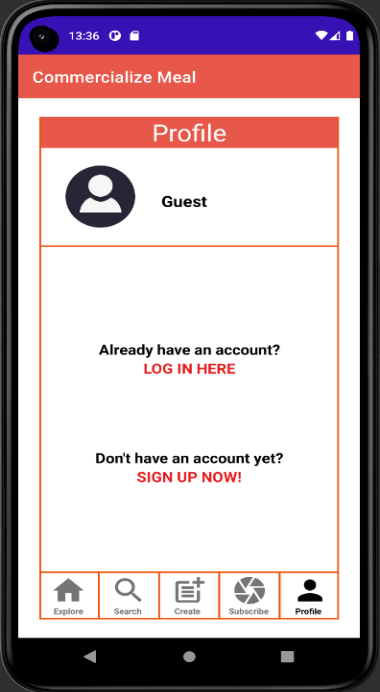 13:36
Commercialize Meal
Profile
Guest
Already have an account?
LOG IN HERE
Don't have an account yet?
SIGN UP NOW!
Explore Search Create Subscribe Profile